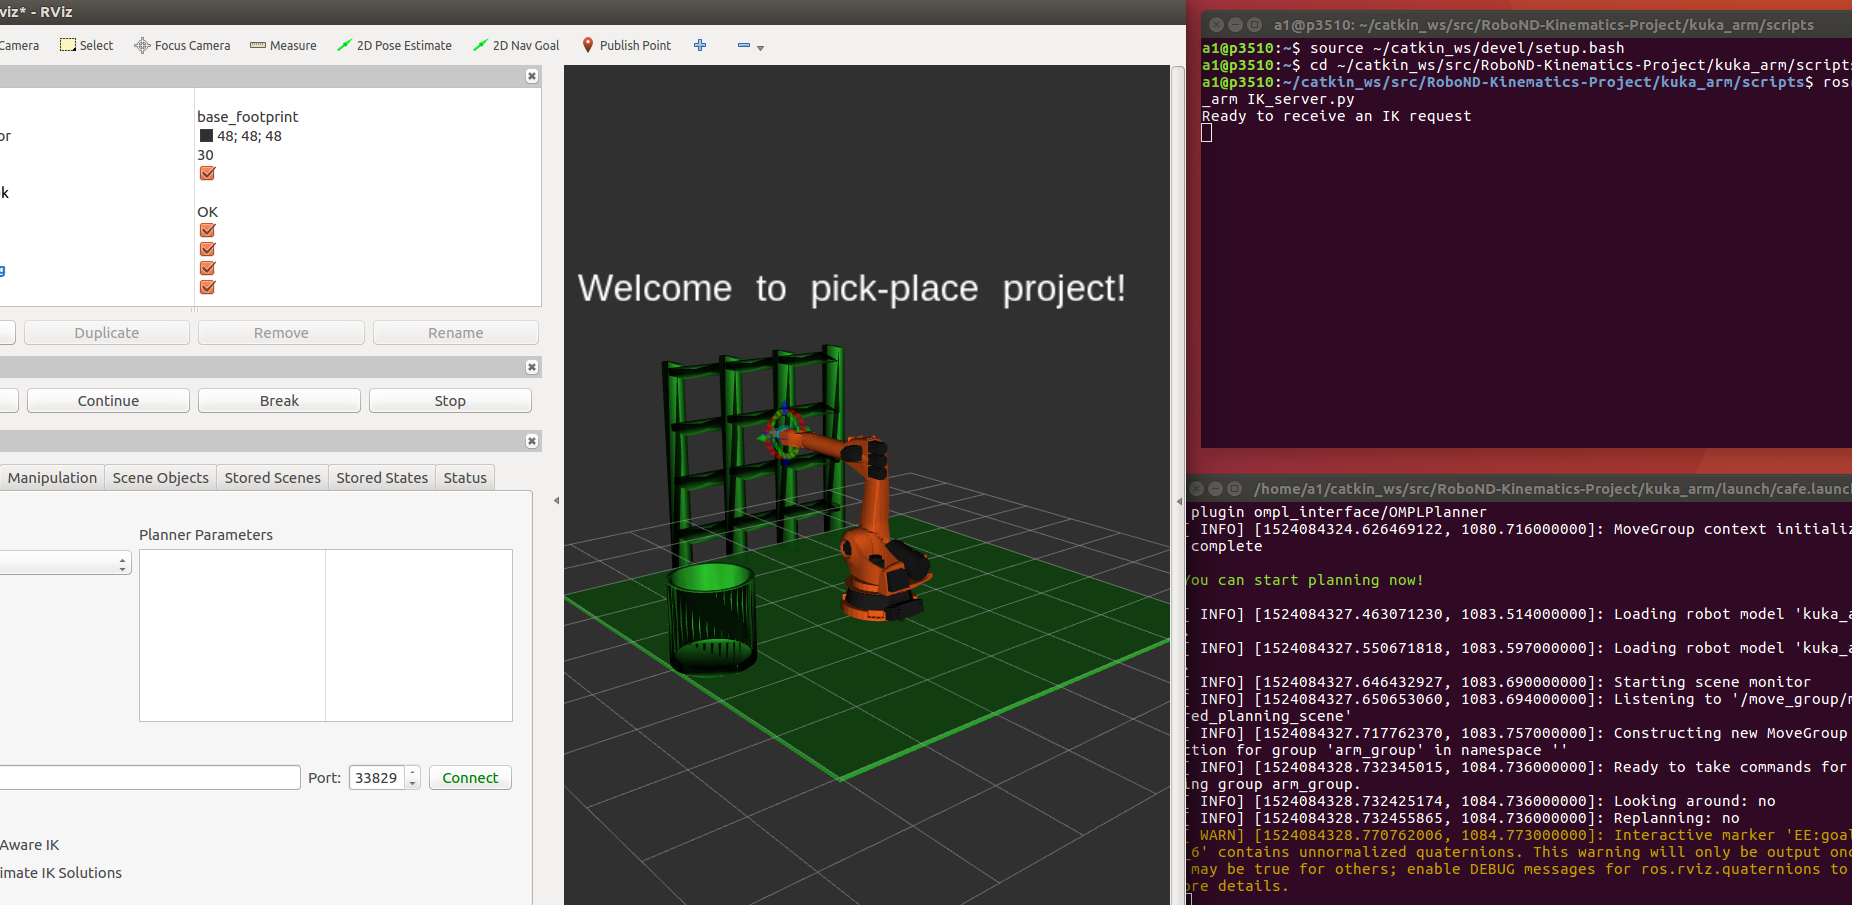 viz* - RViz
Camera Select Focus Camera Measure 2D Pose Estimate 2D Nav Goal Publish Point
base_footprint
or 48; 48; 48
30
k
OK
g
Duplicate Remove Rename
Continue Break Stop
Manipulation Scene Objects Stored Scenes Stored States Status
Planner Parameters
Port: 33829 Connect
Aware IK
imate IK Solutions
Welcome to pick-place project!
a1@p3510: ~/catkin_ws/src/RoboND-Kinematics-Project/kuka_arm/scripts
a1@p3510:~$ source ~/catkin_ws/devel/setup.bash
a1@p3510:~$ cd ~/catkin_ws/src/RoboND-Kinematics-Project/kuka_arm/scripts
a1@p3510:~/catkin_ws/src/RoboND-Kinematics-Project/kuka_arm/scripts$ ros
_arm IK_server.py
Ready to receive an IK request
/home/a1/catkin_ws/src/RoboND-Kinematics-Project/kuka_arm/launch/cafe.launch
plugin ompl_interface/OMPLPlanner
[ INFO] [1524084324.626469122, 1080.716000000]: MoveGroup context initializ
complete
You can start planning now!
[ INFO] [1524084327.463071230, 1083.514000000]: Loading robot model 'kuka_a
.
[ INFO] [1524084327.550671818, 1083.597000000]: Loading robot model 'kuka_a
.
[ INFO] [1524084327.646432927, 1083.690000000]: Starting scene monitor
[ INFO] [1524084327.650653060, 1083.694000000]: Listening to '/move_group/m
red_planning_scene'
[ INFO] [1524084327.717762370, 1083.757000000]: Constructing new MoveGroup
ction for group 'arm_group' in namespace ''
[ INFO] [1524084328.732345015, 1084.736000000]: Ready to take commands for
ing group arm_group.
[ INFO] [1524084328.732425174, 1084.736000000]: Looking around: no
[ INFO] [1524084328.732455865, 1084.736000000]: Replanning: no
[ WARN] [1524084328.770762006, 1084.773000000]: Interactive marker 'EE:goal
_6' contains unnormalized quaternions. This warning will only be output onc
may be true for others; enable DEBUG messages for ros.rviz.quaternions to
ore details.